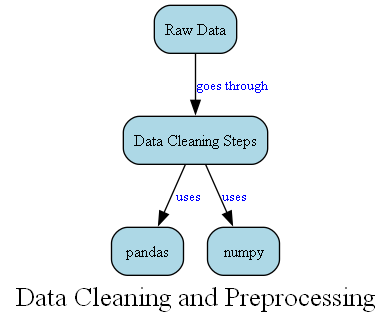 Raw Data
goes through
Data Cleaning Steps
uses
uses
pandas
numpy
Data Cleaning and Preprocessing